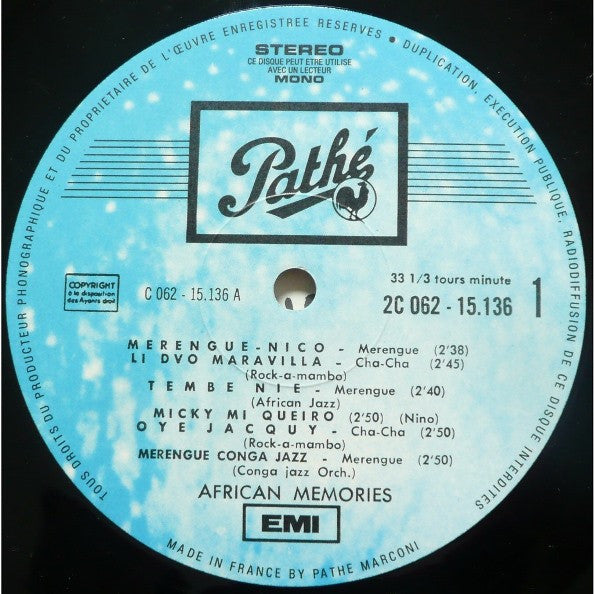 TOUS DROITS DU PRODUCTEUR PHONOGRAPHIQUE ET DU PROPRIETAIRE DE L'ŒUVRE ENREGISTREE RESERVES • DUPLICATION, EXECUTION PUBLIQUE, RADIODIFFUSION DE CE DISQUE INTERDITES
STEREO
CE DISQUE PEUT ETRE UTILISE
AVEC UN LECTEUR
MONO
Pathé
COPYRIGHT
à la disposition
des Ayants droit
C 062 - 15.136 A
33 1/3 tours minute
2C 062 - 15.136 1
MERENGUE-NICO - Merengue (2'38)
LI DVO MARAVILLA - Cha-Cha (2'45)
(Rock-a-mambo)
TEMBE NIE - Merengue (2'40)
(African Jazz)
MICKY MI QUEIRO (2'50) (Nino)
OYE JACQUY - Cha-Cha (2'50)
(Rock-a-mambo)
MERENGUE CONGA JAZZ - Merengue (2'50)
(Conga jazz Orch.)
AFRICAN MEMORIES
EMI
MADE IN FRANCE BY PATHE MARCONI